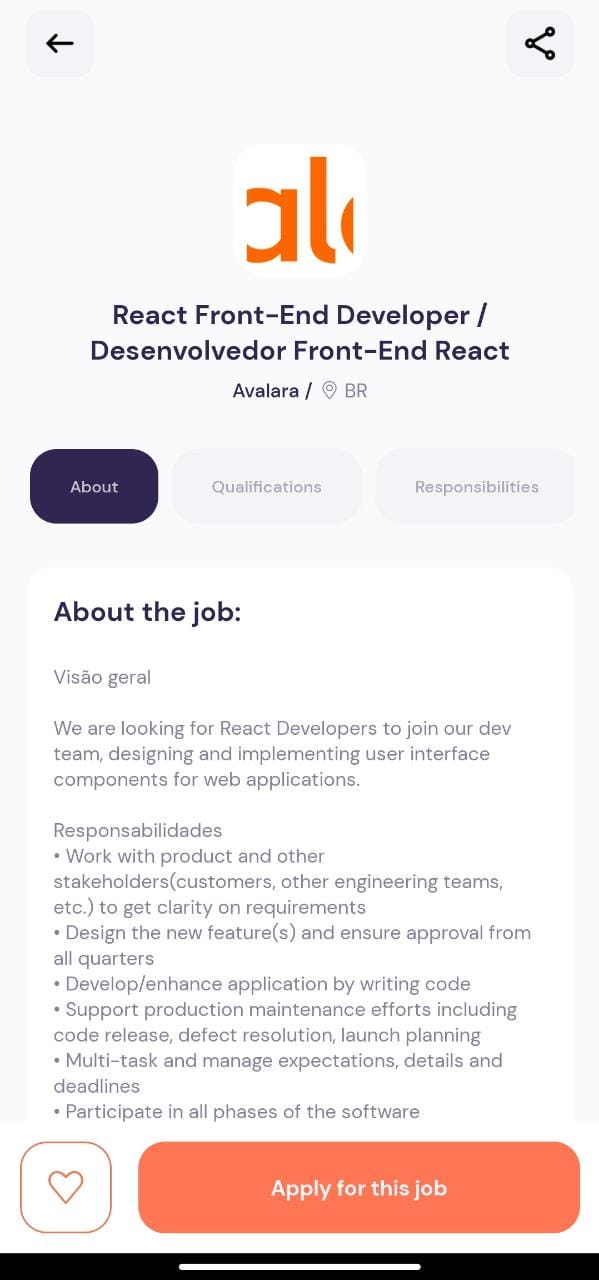 React Front-End Developer /
Desenvolvedor Front-End React
Avalara / BR
About
Qualifications
Responsibilities
About the job:
Visão geral
We are looking for React Developers to join our dev
team, designing and implementing user interface
components for web applications.
Responsabilidades
• Work with product and other
stakeholders(customers, other engineering teams,
etc.) to get clarity on requirements
• Design the new feature(s) and ensure approval from
all quarters
• Develop/enhance application by writing code
• Support production maintenance efforts including
code release, defect resolution, launch planning
• Multi-task and manage expectations, details and
deadlines
• Participate in all phases of the software
Apply for this job